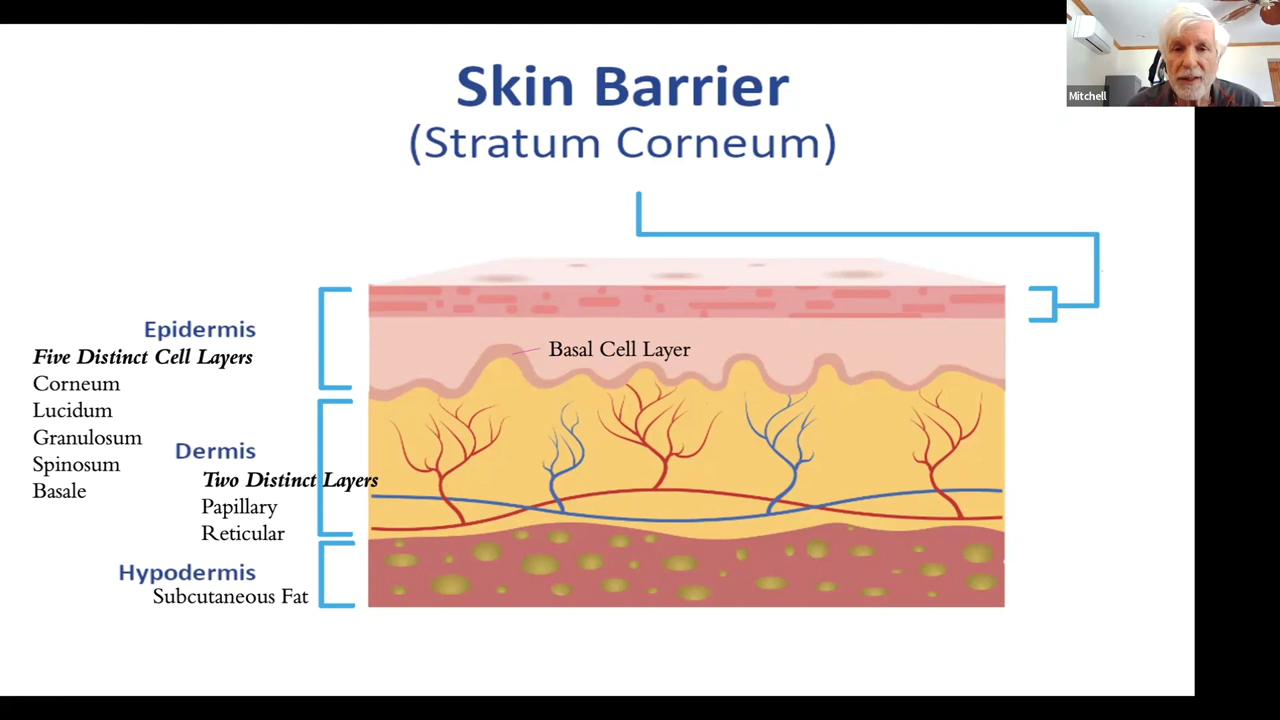 Skin Barrier
(Stratum Corneum)
Mitchell
Epidermis
Five Distinct Cell Layers
Corneum
Lucidum
Granulosum
Spinosum
Basale
Basal Cell Layer
Dermis
Two Distinct Layers
Papillary
Reticular
Hypodermis
Subcutaneous Fat